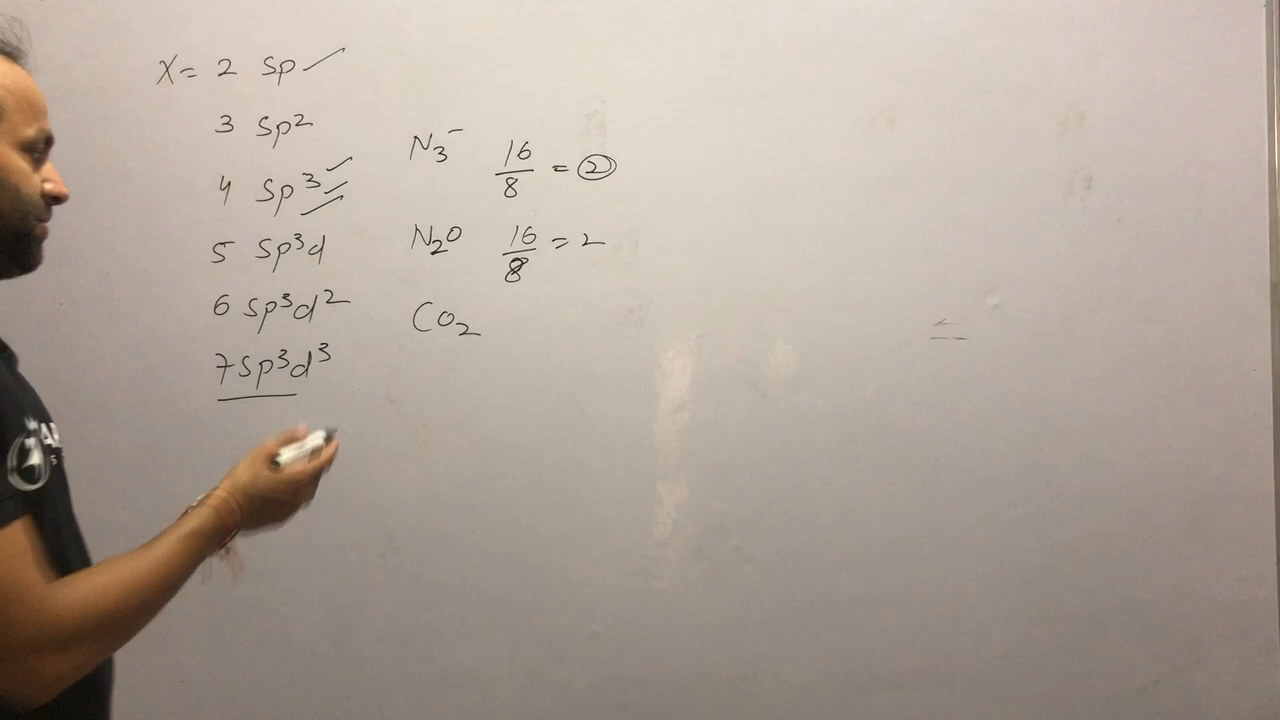 X = 2 sp
3 sp²
4 sp³
5 sp³d
6 sp³d²
7 sp³d³
N₃⁻ 16/8 = 2
N₂O 16/8 = 2
CO₂